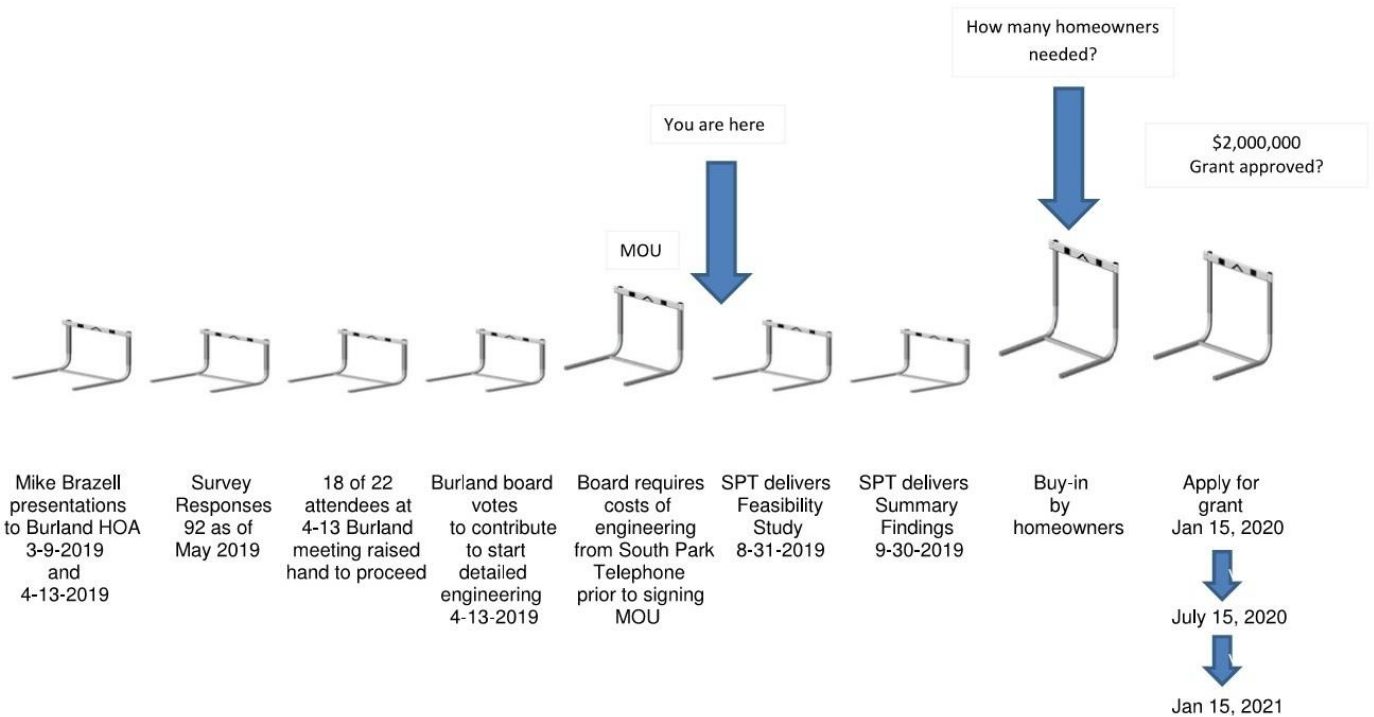 How many homeowners
needed?
You are here
$2,000,000
Grant approved?
MOU
Mike Brazell
presentations
to Burland HOA
3-9-2019
and
4-13-2019
Survey
Responses
92 as of
May 2019
18 of 22
attendees at
4-13 Burland
meeting raised
hand to proceed
Burland board
votes
to contribute
to start
detailed
engineering
4-13-2019
Board requires
costs of
engineering
from South Park
Telephone
prior to signing
MOU
SPT delivers
Feasibility
Study
8-31-2019
SPT delivers
Summary
Findings
9-30-2019
Buy-in
by
homeowners
Apply for
grant
Jan 15, 2020
July 15, 2020
Jan 15, 2021